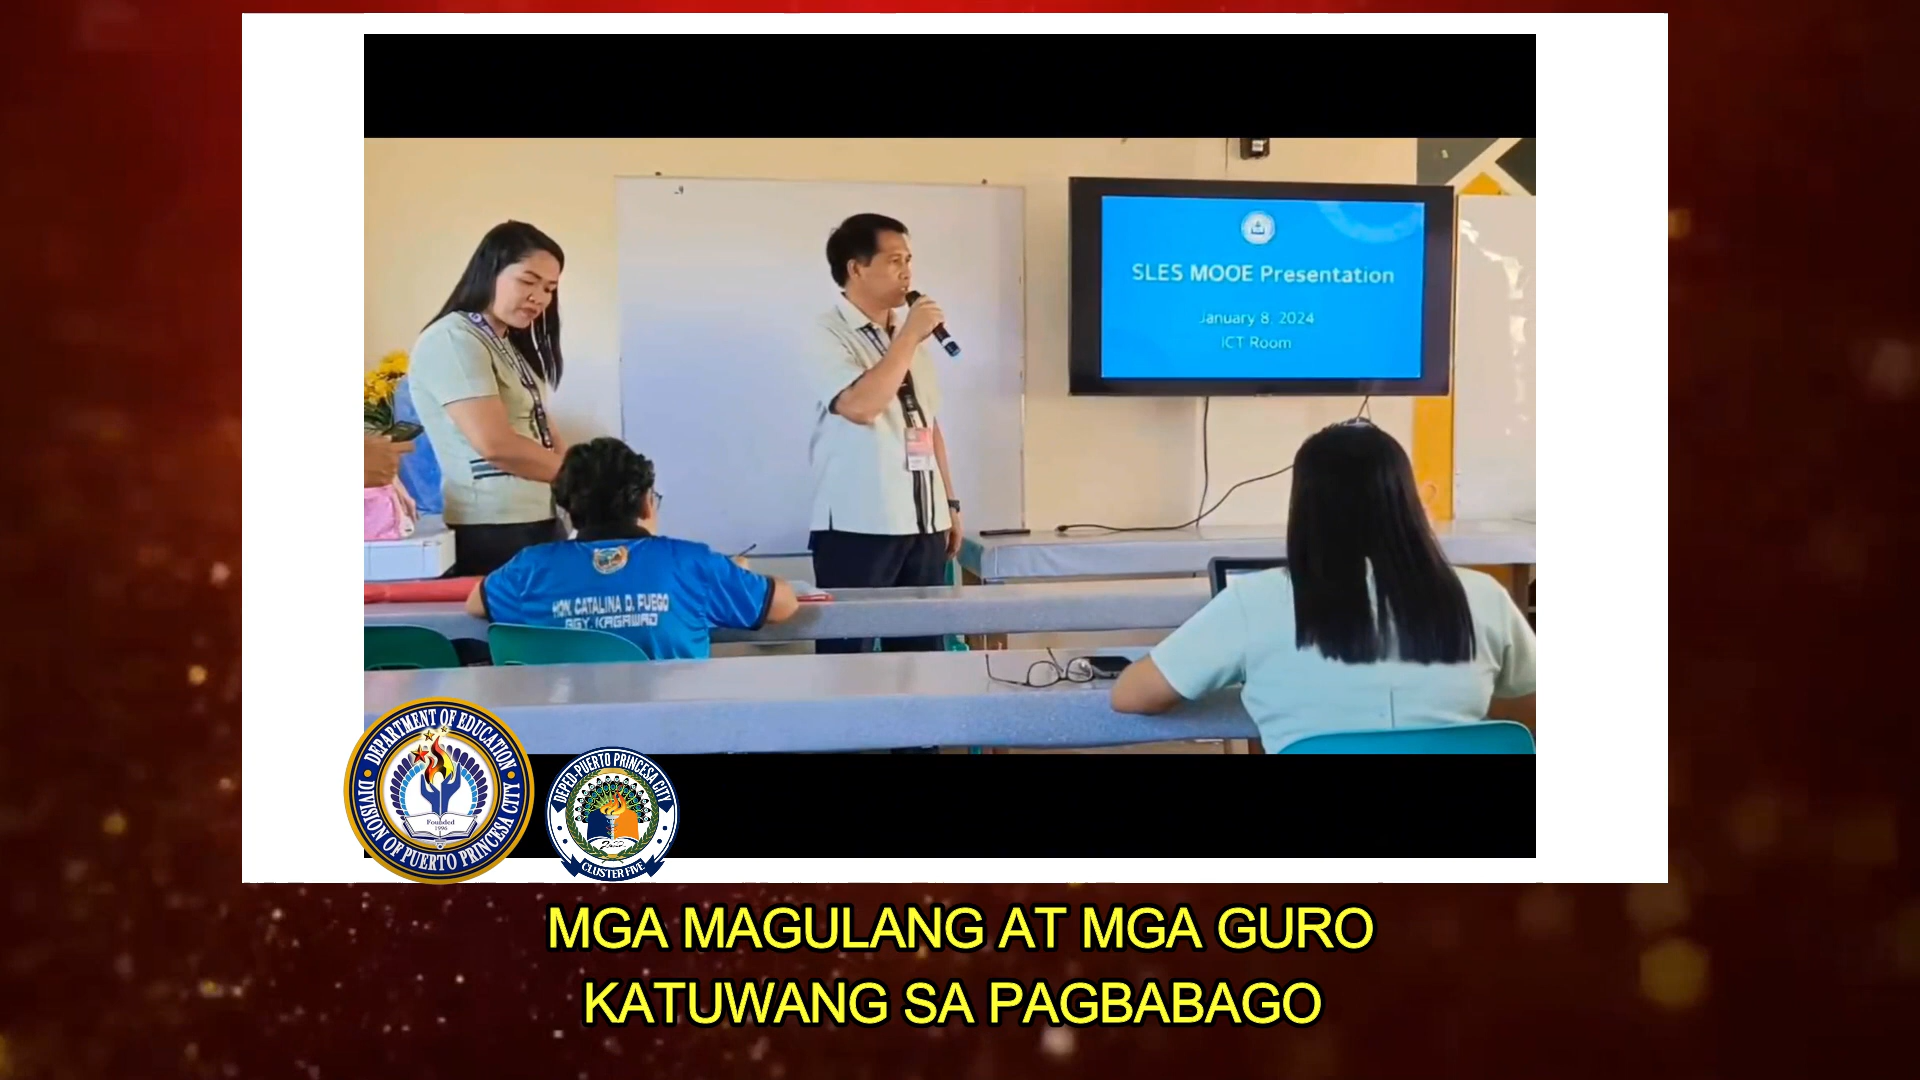 SLES MOOE Presentation
January 8, 2024
ICT Room
HON. CATALINA D. FUEGO
BGY. KAGAWAD
DEPARTMENT OF EDUCATION
DIVISION OF PUERTO PRINCESA CITY
Founded
1996
DEPED-PUERTO PRINCESA CITY
CLUSTER FIVE
MGA MAGULANG AT MGA GURO
KATUWANG SA PAGBABAGO